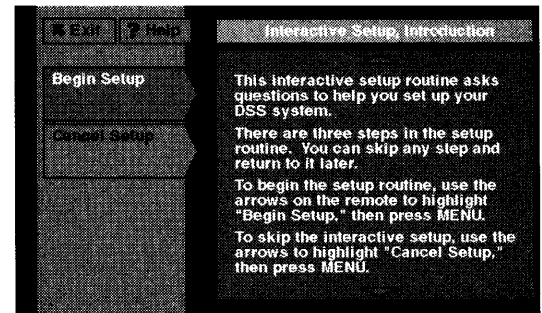 X Exit ? Help
Interactive Setup, Introduction
Begin Setup
Cancel Setup
This interactive setup routine asks
questions to help you set up your
DSS system.
There are three steps in the setup
routine. You can skip any step and
return to it later.
To begin the setup routine, use the
arrows on the remote to highlight
"Begin Setup," then press MENU.
To skip the interactive setup, use the
arrows to highlight "Cancel Setup,"
then press MENU.